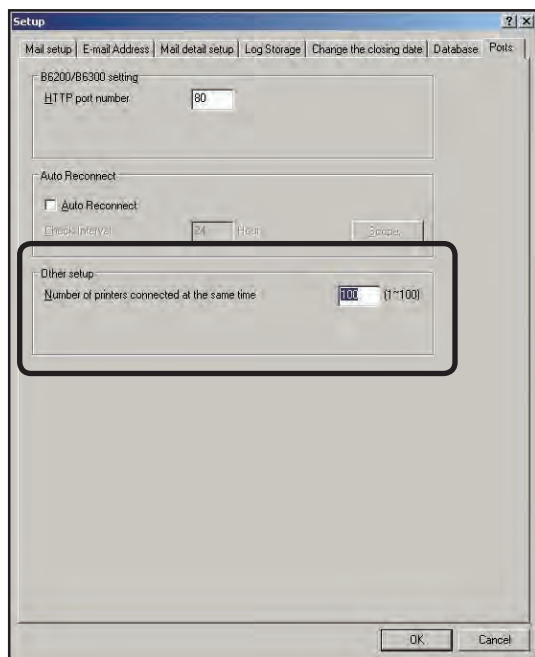 Setup
Mail setup E-mail Address Mail detail setup Log Storage Change the closing date Database Ports
B6200/B6300 setting
HTTP port number 80
Auto Reconnect
Auto Reconnect
Check Interval 24 Hour Scope
Other setup
Number of printers connected at the same time 100 (1~100)
OK Cancel